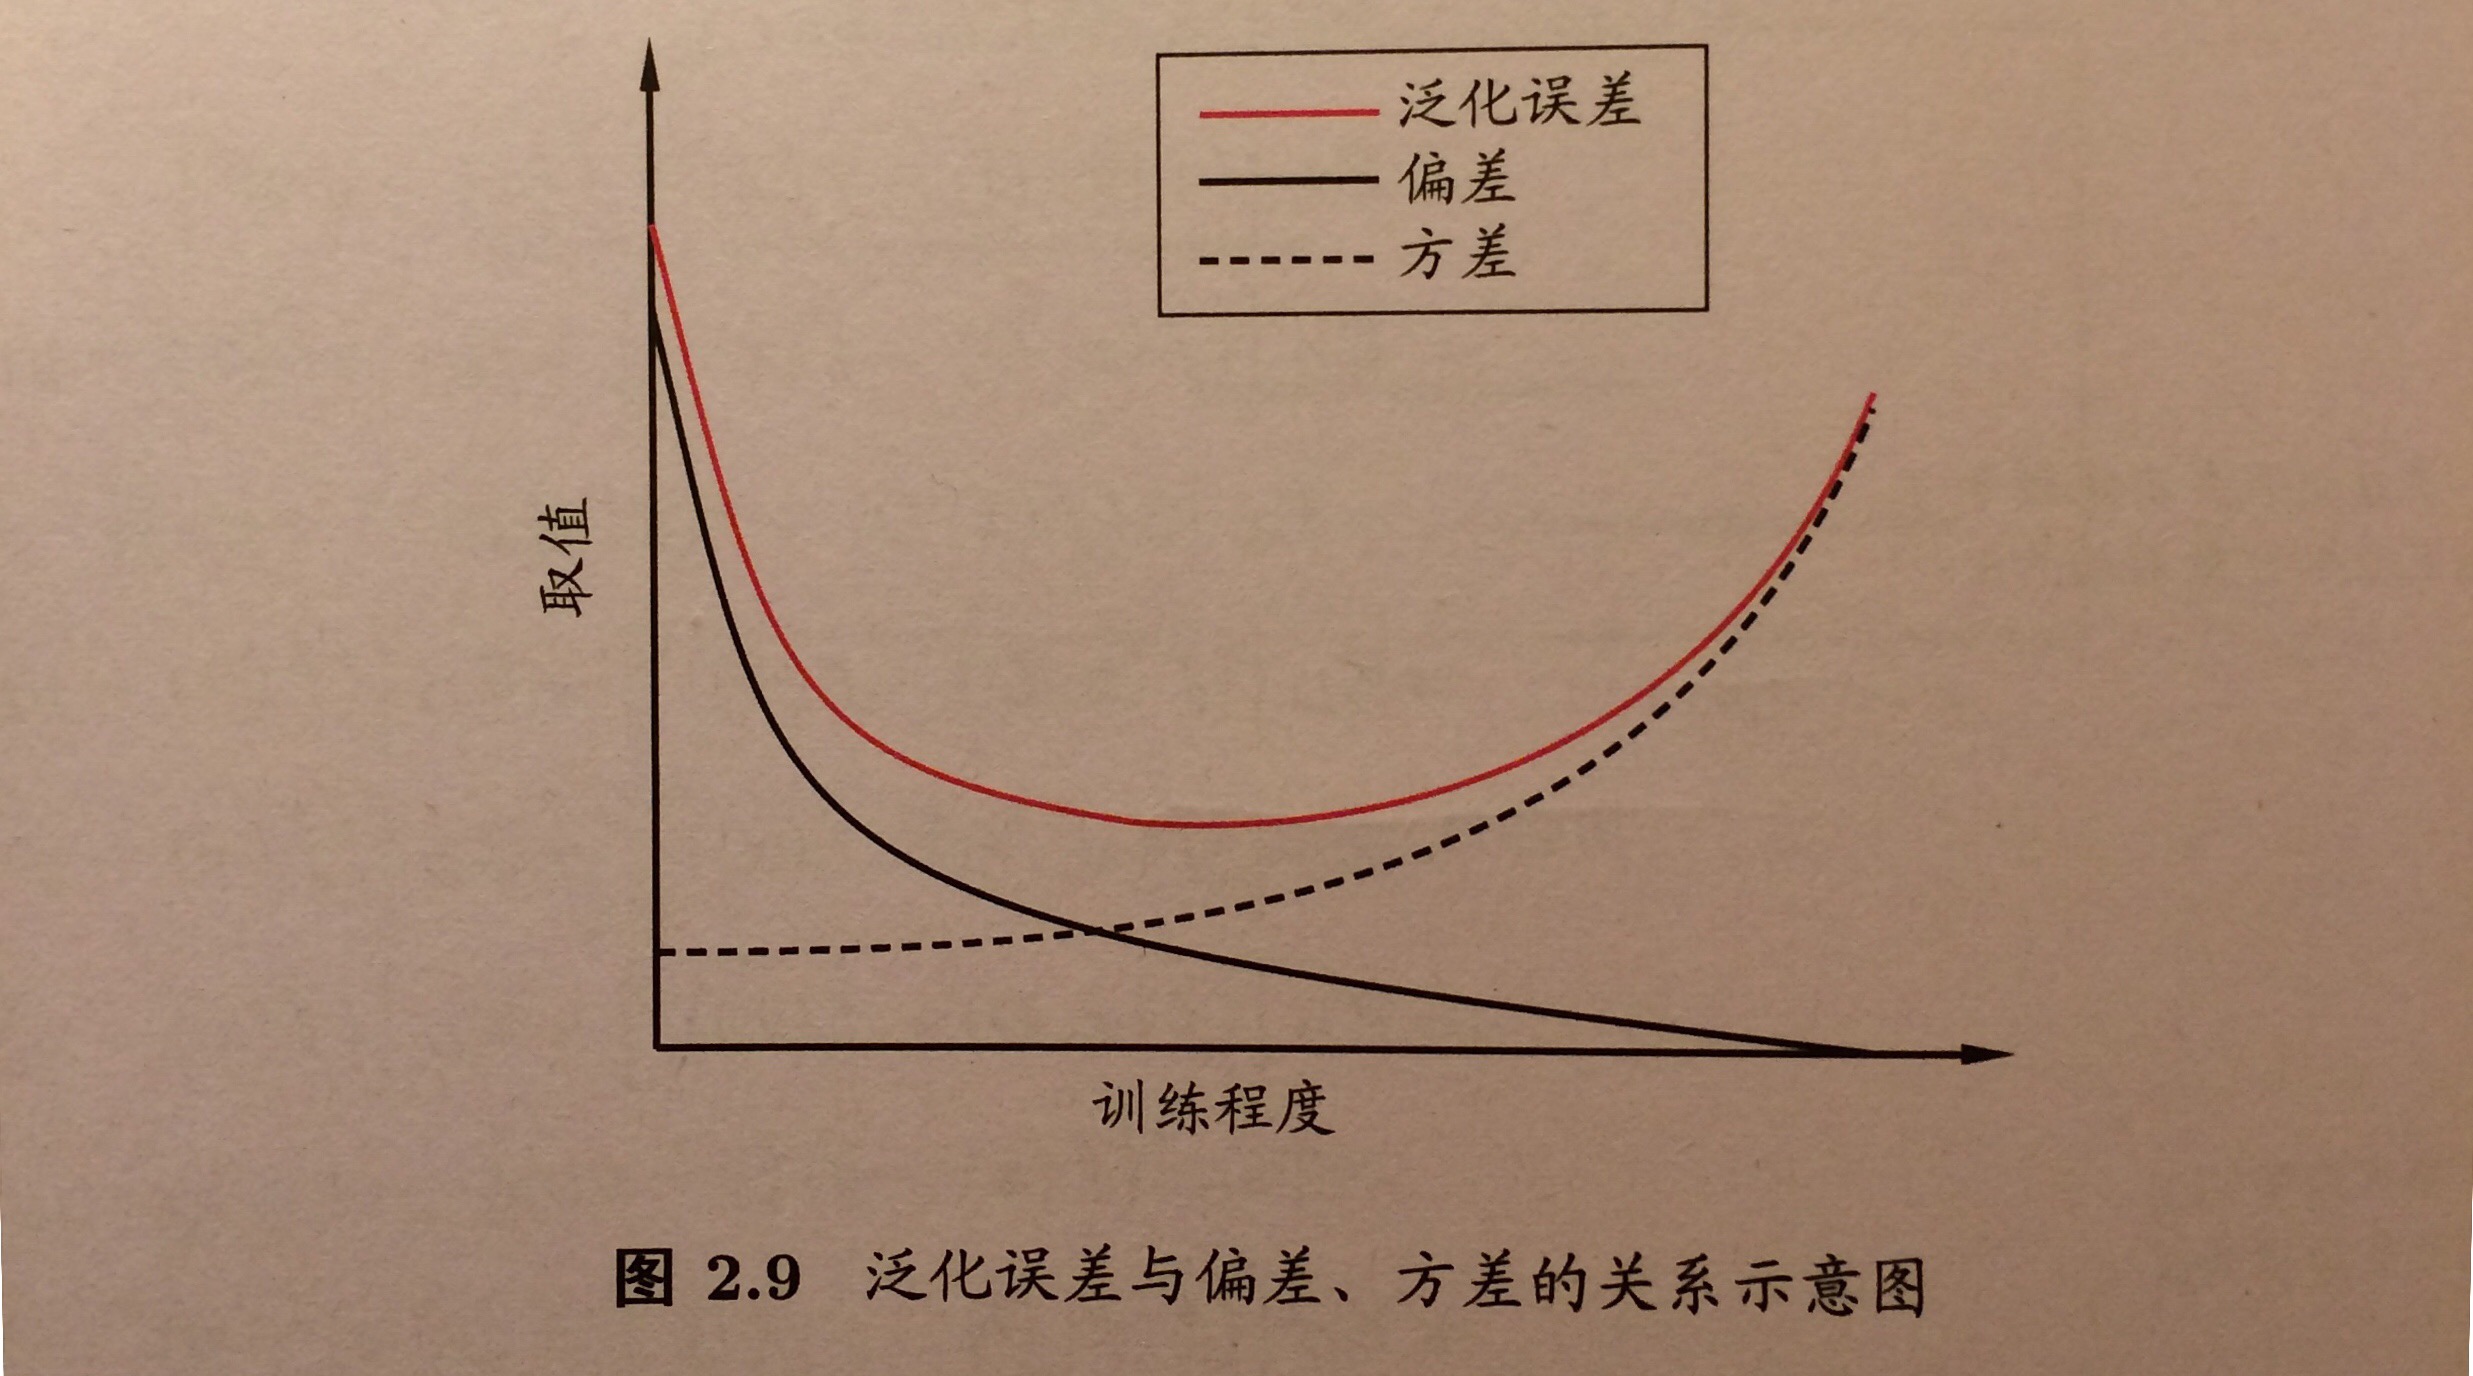 泛化误差
偏差
方差
取值
训练程度
图 2.9 泛化误差与偏差、方差的关系示意图